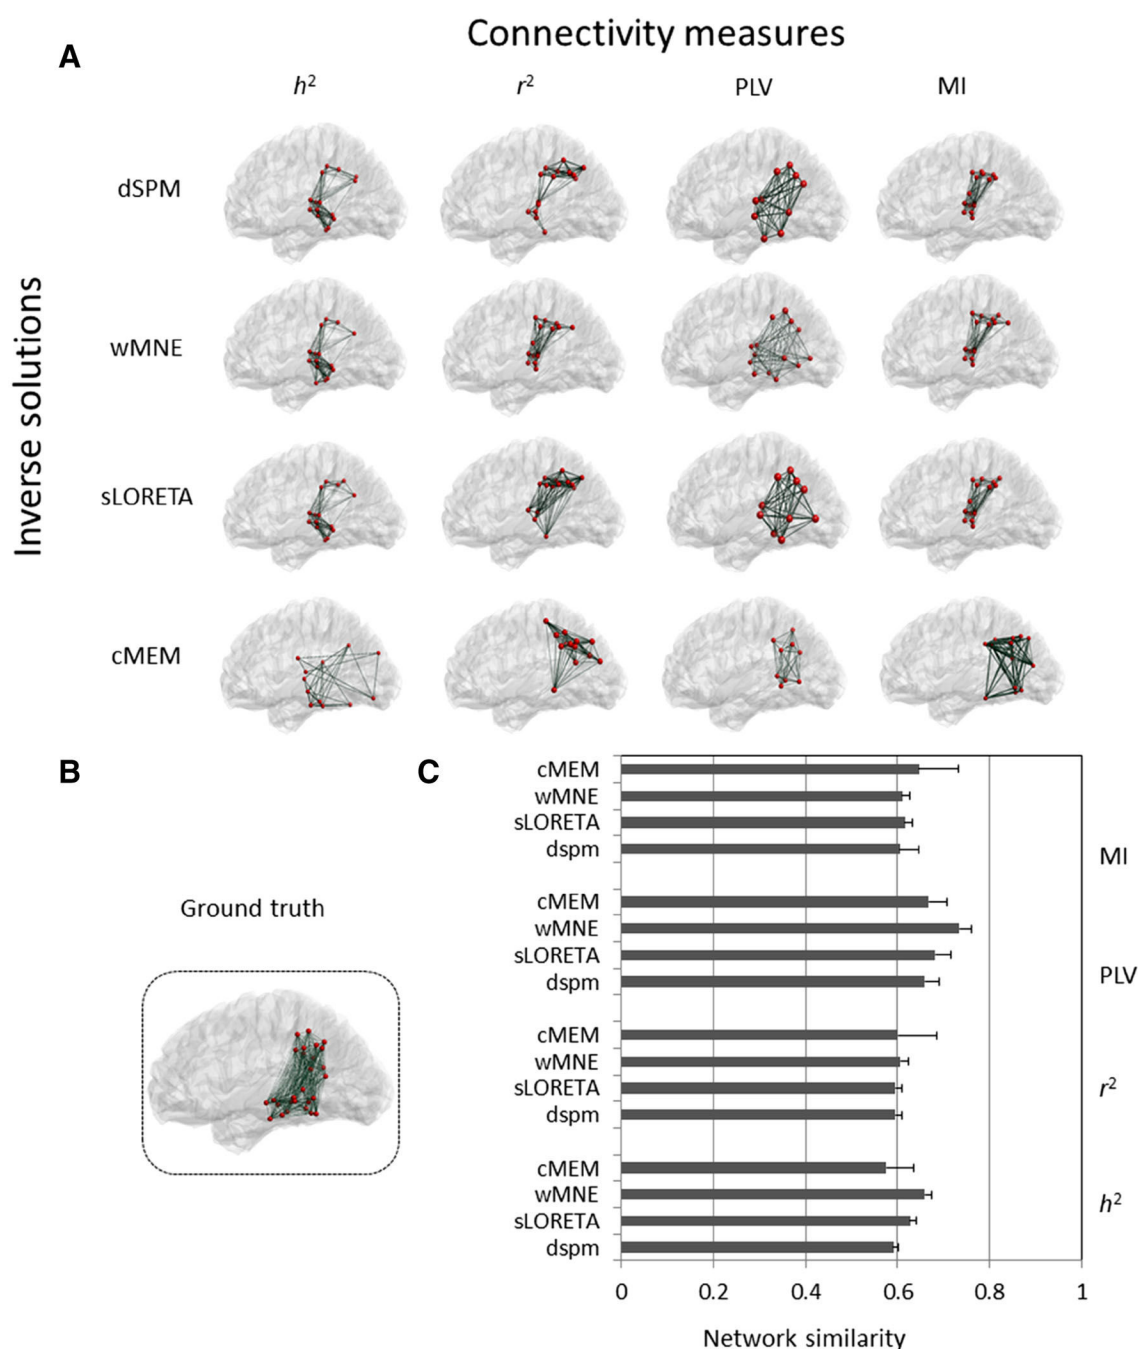 Connectivity measures
A
h²
r²
PLV
MI
Inverse solutions
dSPM
wMNE
sLORETA
cMEM
B
Ground truth
C
cMEM
wMNE
sLORETA
dspm
MI
cMEM
wMNE
sLORETA
dspm
PLV
cMEM
wMNE
sLORETA
dspm
r²
cMEM
wMNE
sLORETA
dspm
h²
0 0.2 0.4 0.6 0.8 1
Network similarity